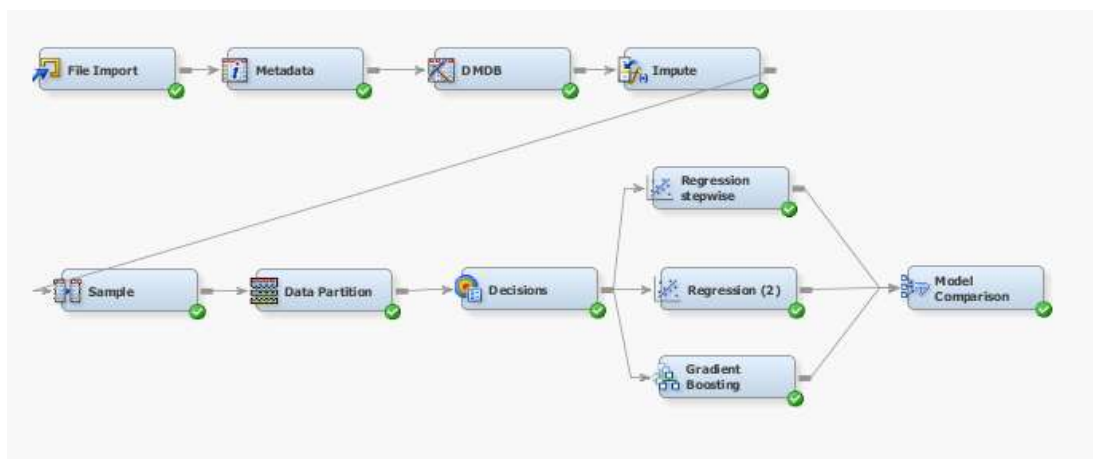 File Import
Metadata
DMDB
Impute
Regression
stepwise
Sample
Data Partition
Decisions
Regression (2)
Model
Comparison
Gradient
Boosting